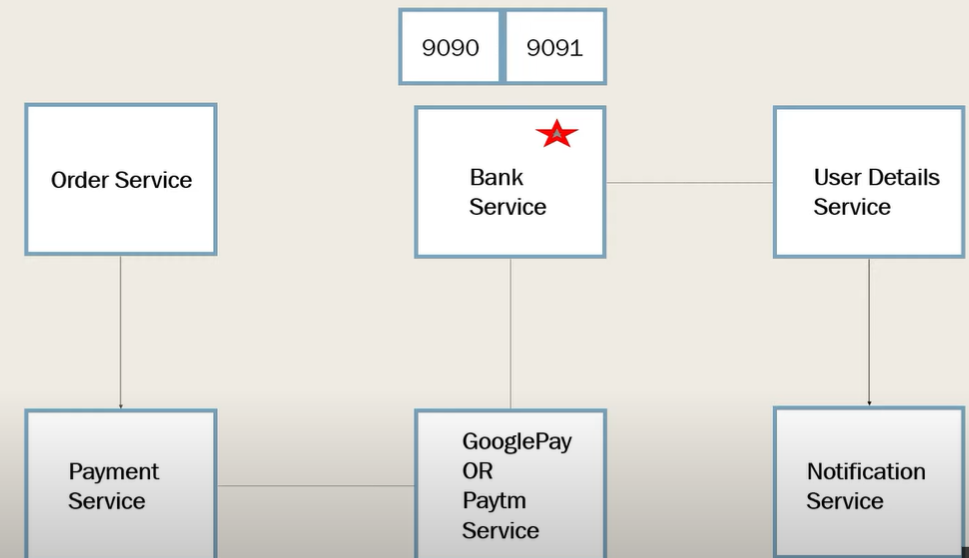 9090
9091
Order Service
Bank
Service
User Details
Service
Payment
Service
GooglePay
OR
Paytm
Service
Notification
Service